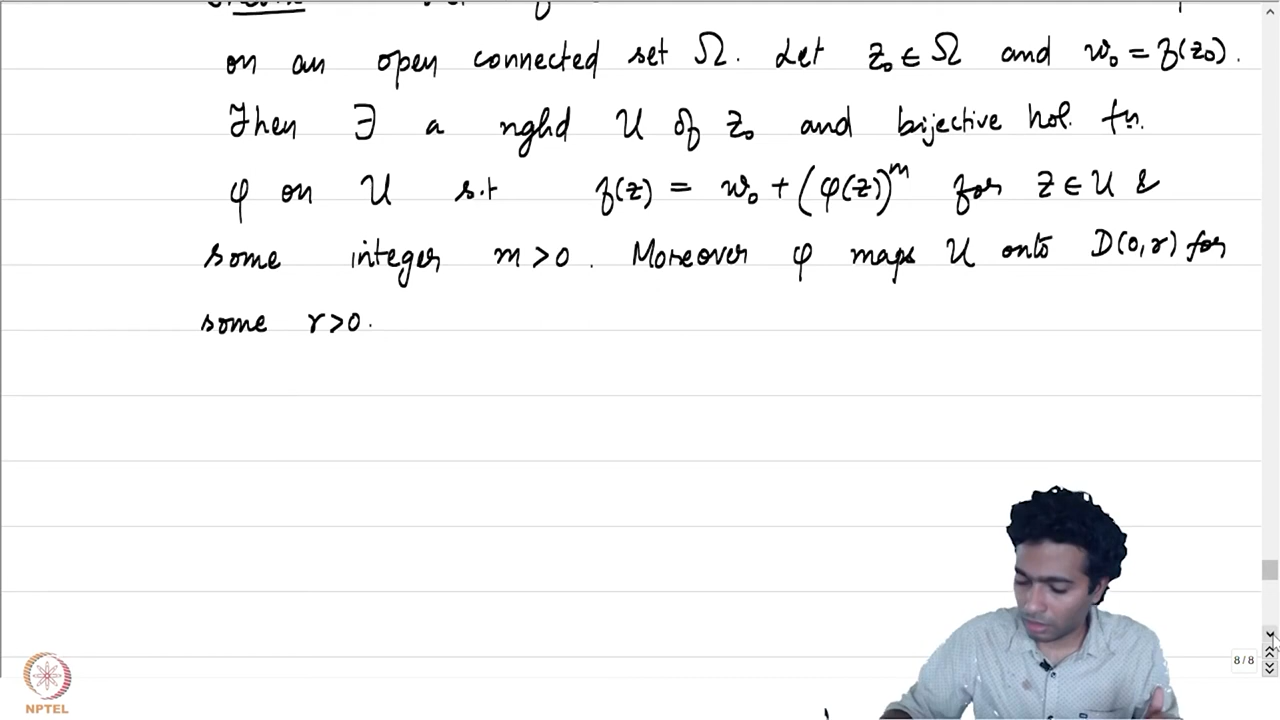 on an open connected set Ω. Let z₀ ∈ Ω and w₀ = f(z₀).
Then ∃ a nghd U of z₀ and bijective hol. fn.
φ on U s.t f(z) = w₀ + (φ(z))ᵐ for z ∈ U &
some integer m > 0. Moreover φ maps U onto D(0,r) for
some r > 0.
8 / 8
NPTEL